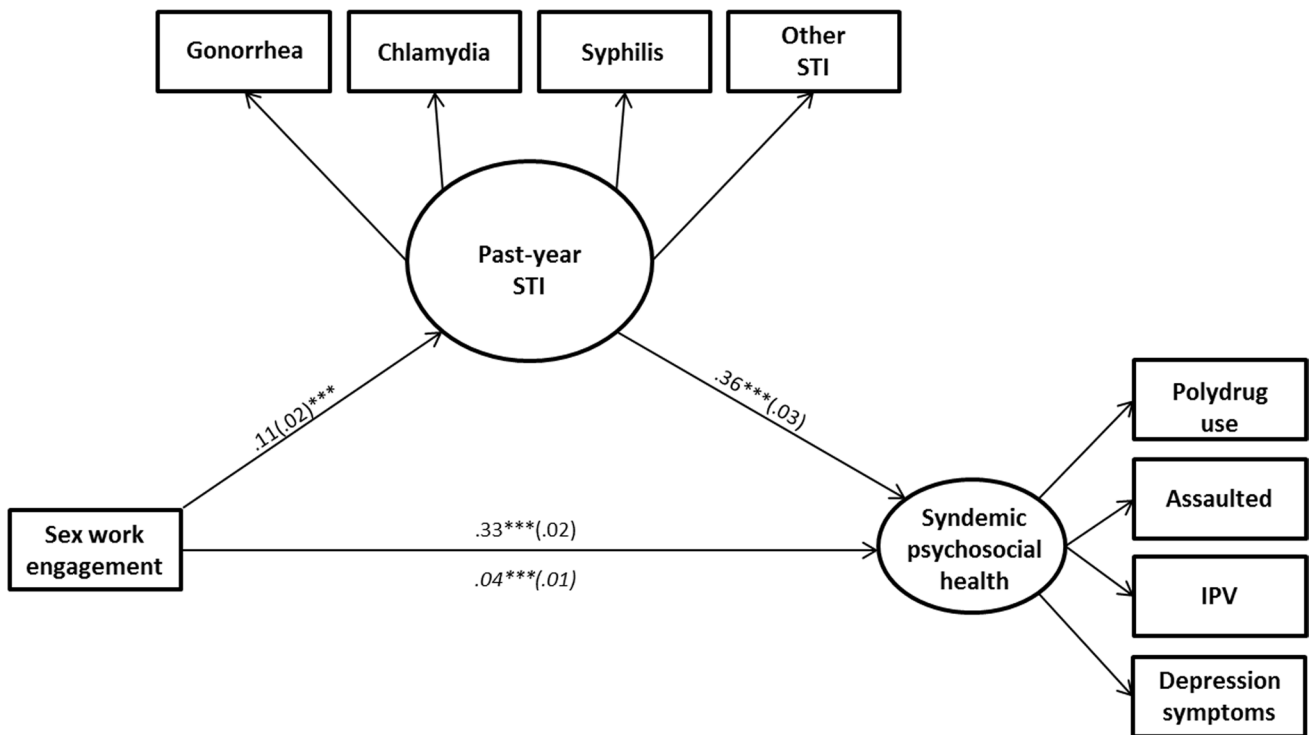 Gonorrhea
Chlamydia
Syphilis
Other
STI
Past-year
STI
.11(.02)***
.36***(.03)
Sex work
engagement
.33***(.02)
.04***(.01)
Syndemic
psychosocial
health
Polydrug
use
Assaulted
IPV
Depression
symptoms